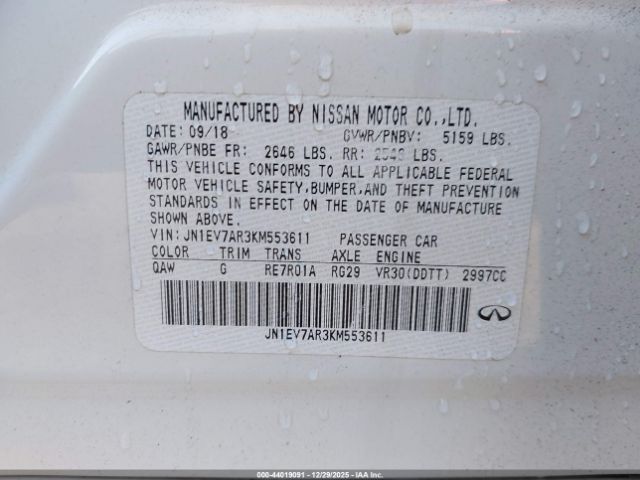 MANUFACTURED BY NISSAN MOTOR CO.,LTD.
DATE: 09/18 GVWR/PNBV: 5159 LBS.
GAWR/PNBE FR: 2646 LBS. RR: LBS.
THIS VEHICLE CONFORMS TO ALL APPLICABLE FEDERAL
MOTOR VEHICLE SAFETY,BUMPER,AND THEFT PREVENTION
STANDARDS IN EFFECT ON THE DATE OF MANUFACTURE
SHOWN ABOVE.
VIN: JN1EV7AR3KM553611 PASSENGER CAR
COLOR TRIM TRANS AXLE ENGINE
QAW G RE7R01A RG29 VR30(DDTT) 2997CC
JN1EV7AR3KM553611
000-44019091 | 12/29/2025 | IAA Inc.